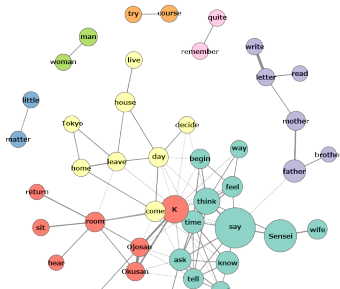 try
course
quite
man
write
woman
remember
live
letter
read
little
house
Tokyo
decide
mother
matter
begin
way
brothe
home
leave
day
father
return
think
feel
come
K
time
sit
room
say
Sensei
wife
Ojosan
hear
Okusan
ask
know
tell